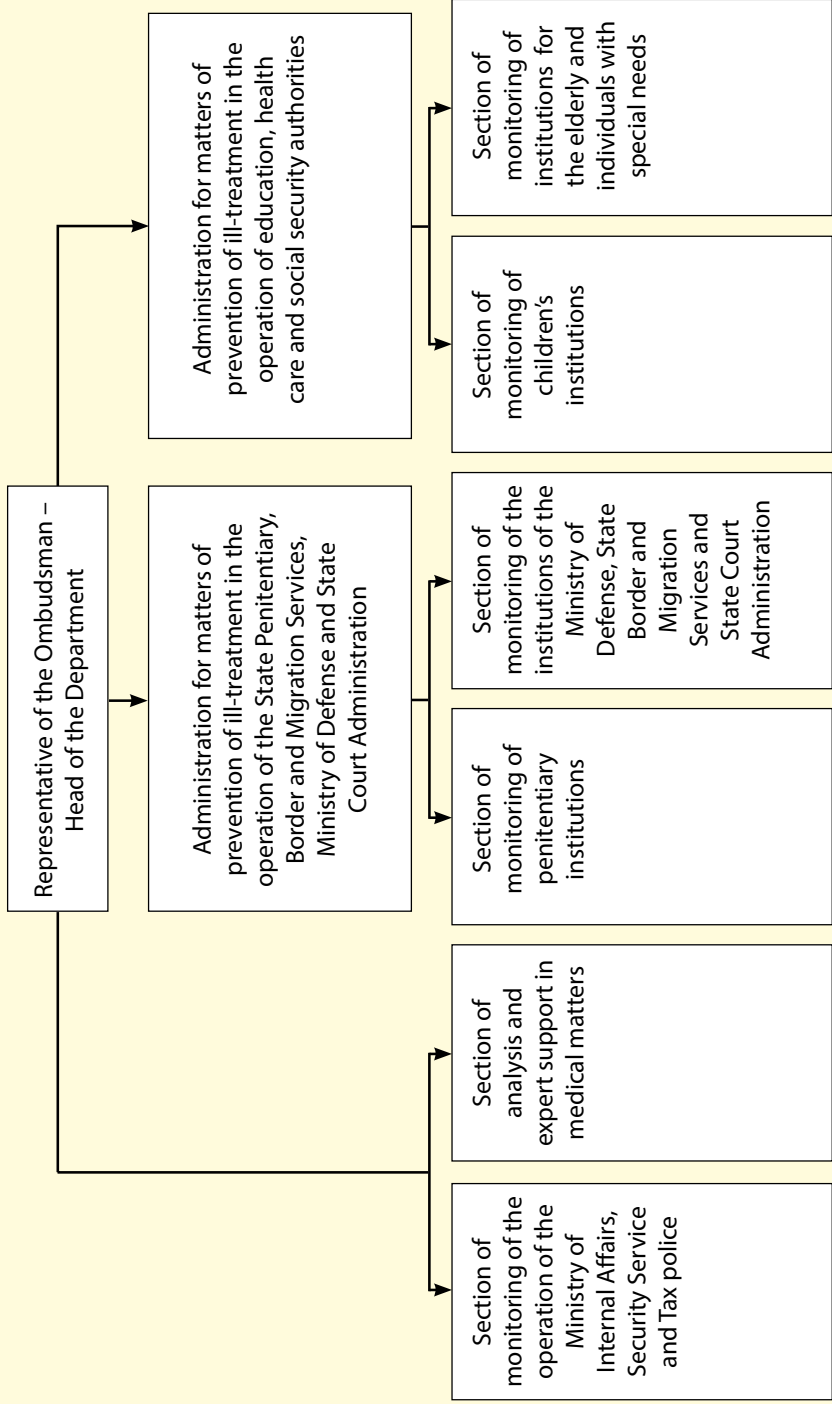 Representative of the Ombudsman –
Head of the Department
Administration for matters of
prevention of ill-treatment in the
operation of the State Penitentiary,
Border and Migration Services,
Ministry of Defense and State
Court Administration
Administration for matters of
prevention of ill-treatment in the
operation of education, health
care and social security authorities
Section of
monitoring of the
operation of the
Ministry of
Internal Affairs,
Security Service
and Tax police
Section of
analysis and
expert support in
medical matters
Section of
monitoring of
penitentiary
institutions
Section of
monitoring of the
institutions of the
Ministry of
Defense, State
Border and
Migration
Services and
State Court
Administration
Section of
monitoring of
children's
institutions
Section of
monitoring of
institutions for
the elderly and
individuals with
special needs